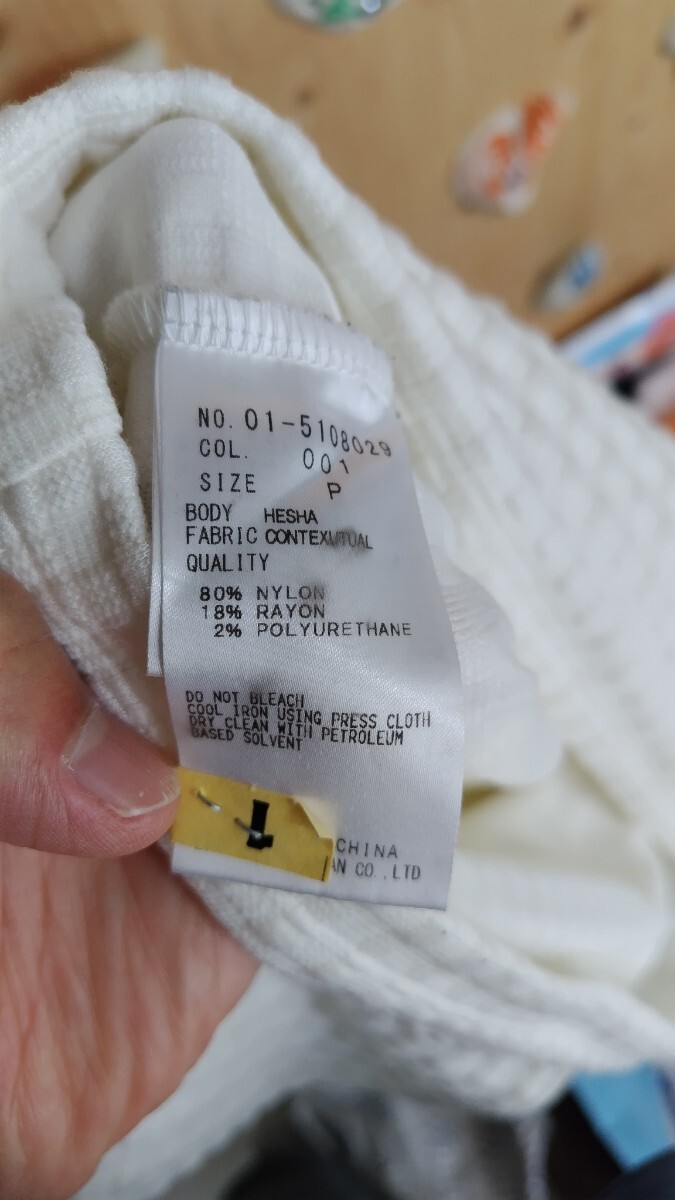 NO. 01-5108029
COL. 001
SIZE P
BODY HESHA
FABRIC CONTEXUTUAL
QUALITY
80% NYLON
18% RAYON
2% POLYURETHANE
DO NOT BLEACH
COOL IRON USING PRESS CLOTH
DRY CLEAN WITH PETROLEUM
BASED SOLVENT
CHINA
AN CO.,LTD